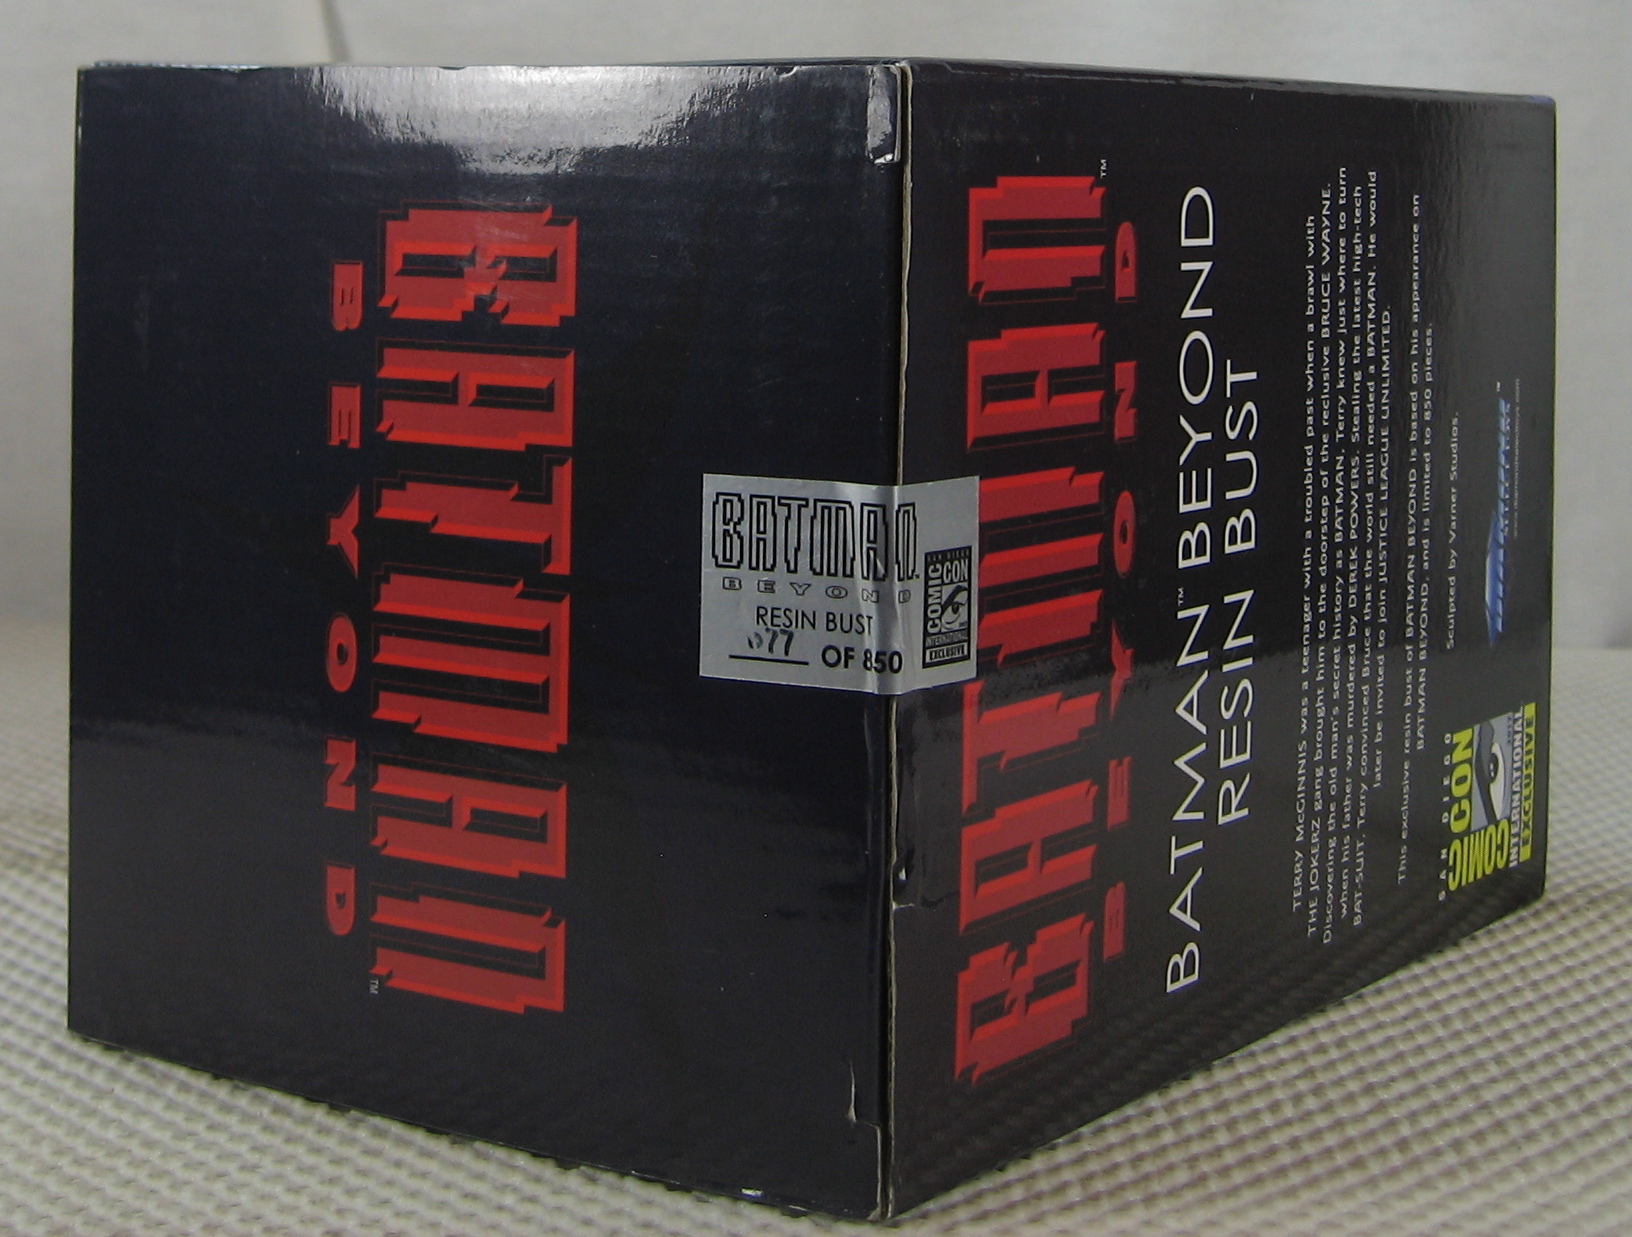 BATMAN™
BEYOND
BATMAN™
BEYOND
RESIN BUST
077 OF 850
SAN DIEGO
COMIC CON
INTERNATIONAL
EXCLUSIVE
BATMAN™
BEYOND
BATMAN™ BEYOND
RESIN BUST
TERRY McGINNIS was a teenager with a troubled past when a brawl with
THE JOKERZ gang brought him to the doorstep of the reclusive BRUCE WAYNE.
Discovering the old man's secret history as BATMAN, Terry knew just where to turn
when his father was murdered by DEREK POWERS. Stealing the latest high-tech
BAT-SUIT, Terry convinced Bruce that the world still needed a BATMAN. He would
later be invited to join JUSTICE LEAGUE UNLIMITED.
This exclusive resin bust of BATMAN BEYOND is based on his appearance on
BATMAN BEYOND, and is limited to 850 pieces.
Sculpted by Varner Studios.
SAN DIEGO
COMIC CON
INTERNATIONAL
EXCLUSIVE